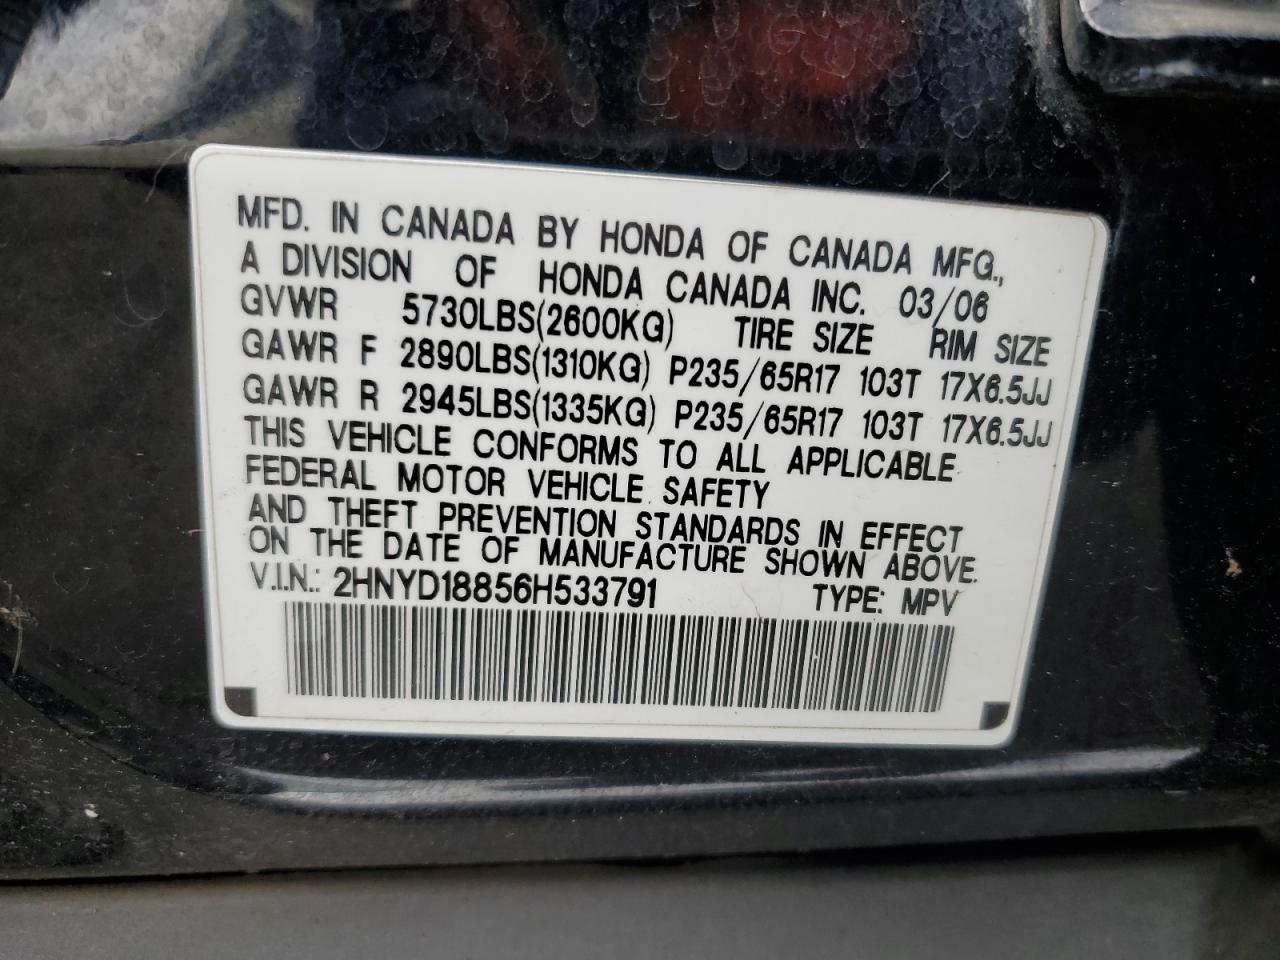 MFD. IN CANADA BY HONDA OF CANADA MFG.,
A DIVISION OF HONDA CANADA INC. 03/06
GVWR 5730LBS(2600KG) TIRE SIZE RIM SIZE
GAWR F 2890LBS(1310KG) P235/65R17 103T 17X6.5JJ
GAWR R 2945LBS(1335KG) P235/65R17 103T 17X6.5JJ
THIS VEHICLE CONFORMS TO ALL APPLICABLE
FEDERAL MOTOR VEHICLE SAFETY
AND THEFT PREVENTION STANDARDS IN EFFECT
ON THE DATE OF MANUFACTURE SHOWN ABOVE.
V.I.N.: 2HNYD18856H533791 TYPE: MPV